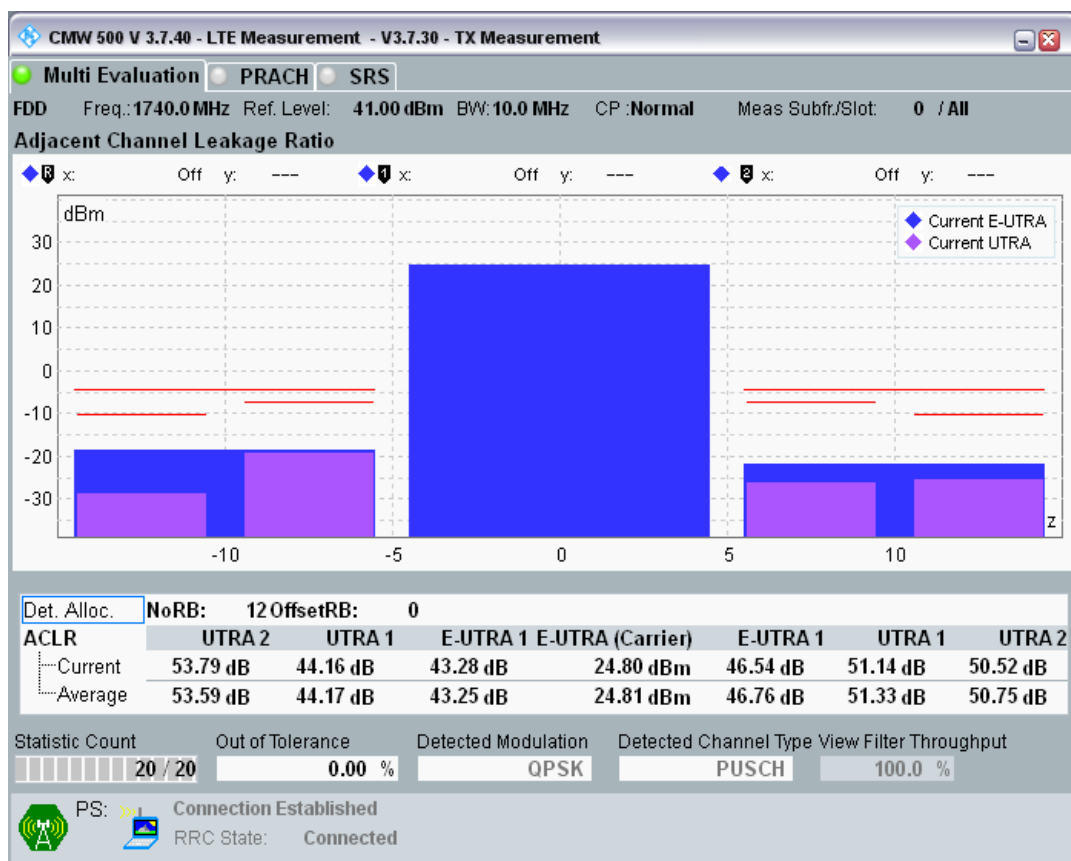 CMW 500 V 3.7.40 - LTE Measurement - V3.7.30 - TX Measurement
Multi Evaluation PRACH SRS
FDD Freq.: 1740.0 MHz Ref. Level: 41.00 dBm BW: 10.0 MHz CP : Normal Meas Subfr./Slot: 0 / All
Adjacent Channel Leakage Ratio
R x: Off y: --- 1 x: Off y: --- 2 x: Off y: ---
dBm
Current E-UTRA
Current UTRA
30
20
10
0
-10
-20
-30
z
-10 -5 0 5 10
Det. Alloc. NoRB: 12 OffsetRB: 0
ACLR UTRA 2 UTRA 1 E-UTRA 1 E-UTRA (Carrier) E-UTRA 1 UTRA 1 UTRA 2
Current 53.79 dB 44.16 dB 43.28 dB 24.80 dBm 46.54 dB 51.14 dB 50.52 dB
Average 53.59 dB 44.17 dB 43.25 dB 24.81 dBm 46.76 dB 51.33 dB 50.75 dB
Statistic Count Out of Tolerance Detected Modulation Detected Channel Type View Filter Throughput
20 / 20 0.00 % QPSK PUSCH 100.0 %
PS: Connection Established
RRC State: Connected